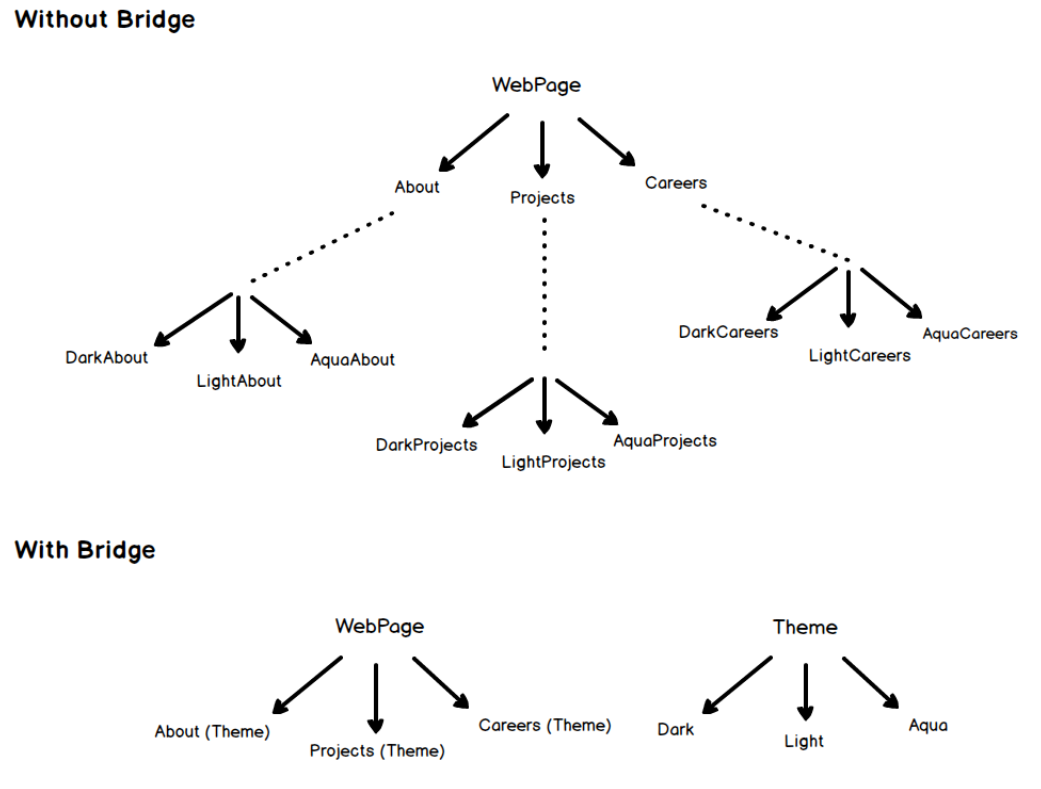 Without Bridge
WebPage
About
Projects
Careers
DarkAbout
LightAbout
AquaAbout
DarkProjects
LightProjects
AquaProjects
DarkCareers
LightCareers
AquaCareers
With Bridge
WebPage
About (Theme)
Projects (Theme)
Careers (Theme)
Theme
Dark
Light
Aqua